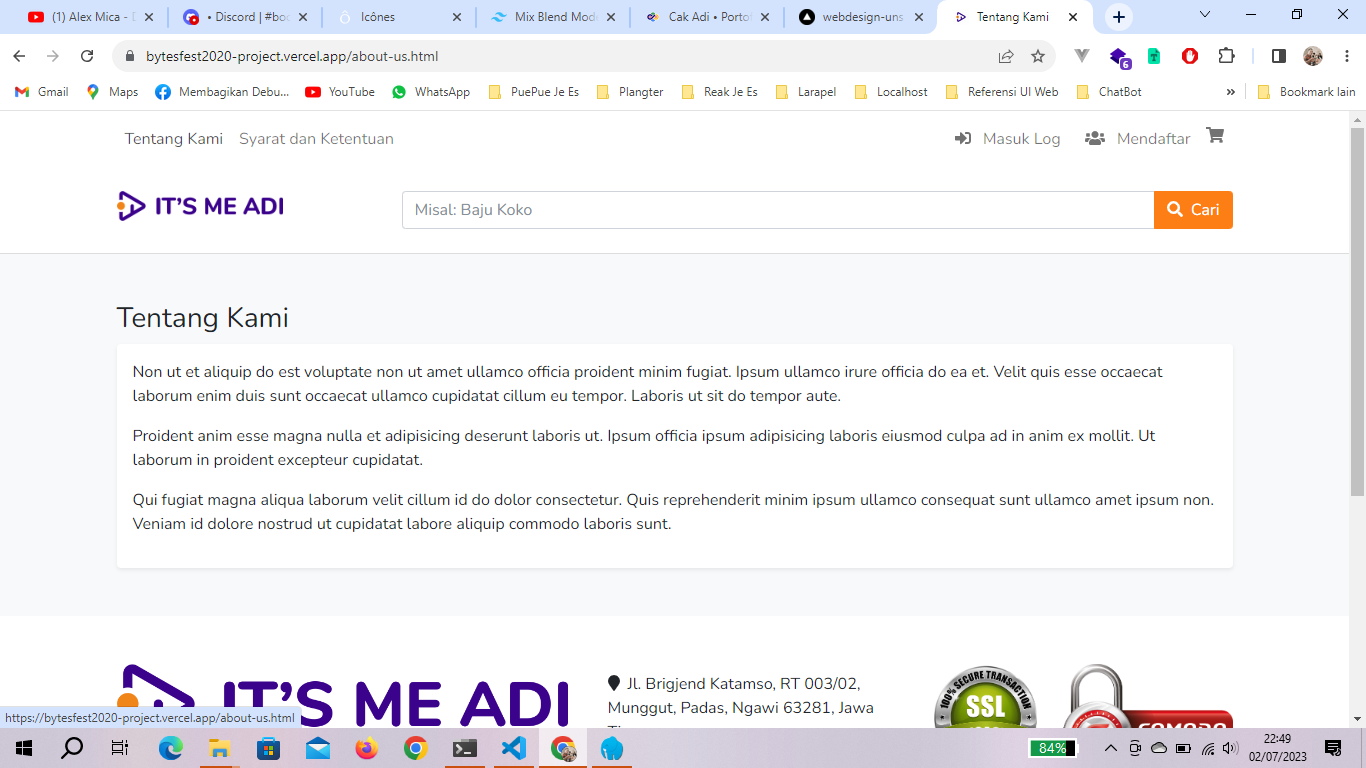 (1) Alex Mica - D
• Discord | #boo
Icônes
Mix Blend Mode
Cak Adi • Portof
webdesign-uns
Tentang Kami
bytesfest2020-project.vercel.app/about-us.html
6
Gmail
Maps
Membagikan Debu...
YouTube
WhatsApp
PuePue Je Es
Plangter
Reak Je Es
Larapel
Localhost
Referensi UI Web
ChatBot
»
Bookmark lain
Tentang Kami
Syarat dan Ketentuan
Masuk Log
Mendaftar
IT'S ME ADI
Misal: Baju Koko
Cari
Tentang Kami
Non ut et aliquip do est voluptate non ut amet ullamco officia proident minim fugiat. Ipsum ullamco irure officia do ea et. Velit quis esse occaecat
laborum enim duis sunt occaecat ullamco cupidatat cillum eu tempor. Laboris ut sit do tempor aute.
Proident anim esse magna nulla et adipisicing deserunt laboris ut. Ipsum officia ipsum adipisicing laboris eiusmod culpa ad in anim ex mollit. Ut
laborum in proident excepteur cupidatat.
Qui fugiat magna aliqua laborum velit cillum id do dolor consectetur. Quis reprehenderit minim ipsum ullamco consequat sunt ullamco amet ipsum non.
Veniam id dolore nostrud ut cupidatat labore aliquip commodo laboris sunt.
IT'S ME ADI
Jl. Brigjend Katamso, RT 003/02,
Munggut, Padas, Ngawi 63281, Jawa
100% SECURE TRANSACTION
SSL
COMODO
https://bytesfest2020-project.vercel.app/about-us.html
84%
22:49
02/07/2023